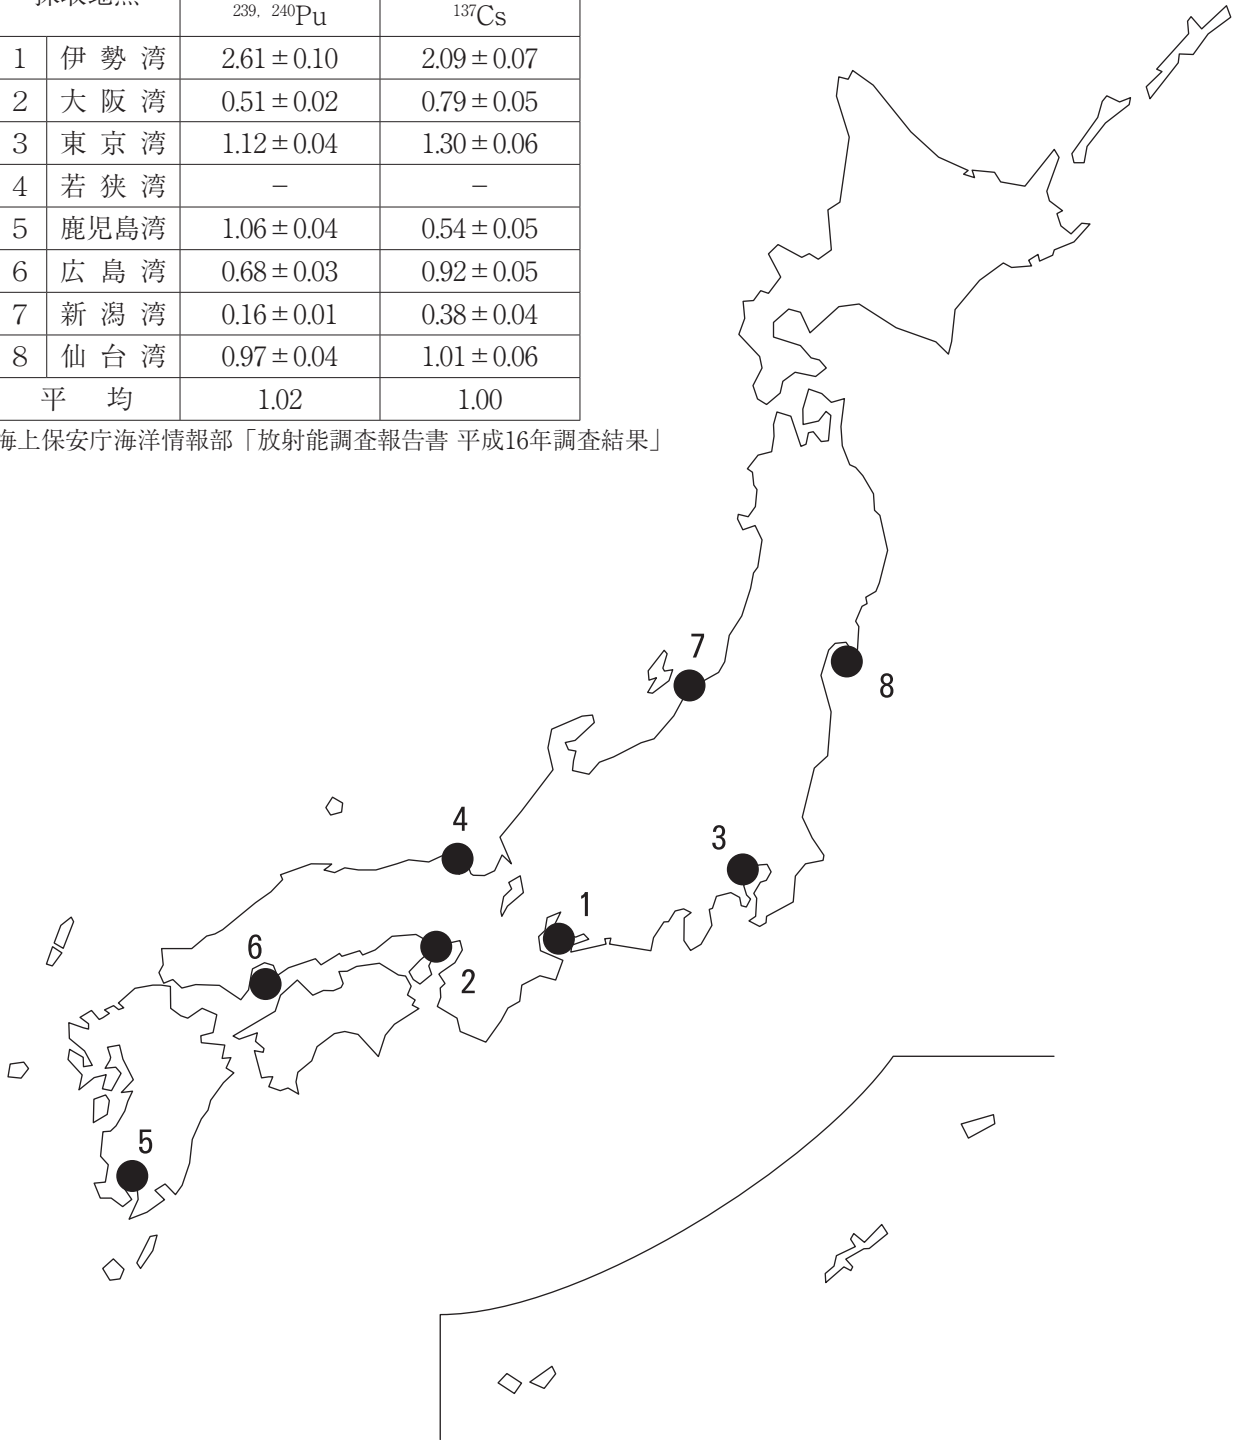 239, 240Pu 137Cs
1 伊勢湾 2.61±0.10 2.09±0.07
2 大阪湾 0.51±0.02 0.79±0.05
3 東京湾 1.12±0.04 1.30±0.06
4 若狭湾 − −
5 鹿児島湾 1.06±0.04 0.54±0.05
6 広島湾 0.68±0.03 0.92±0.05
7 新潟湾 0.16±0.01 0.38±0.04
8 仙台湾 0.97±0.04 1.01±0.06
平均 1.02 1.00
海上保安庁海洋情報部「放射能調査報告書 平成16年調査結果」
7
8
4
3
1
6
2
5